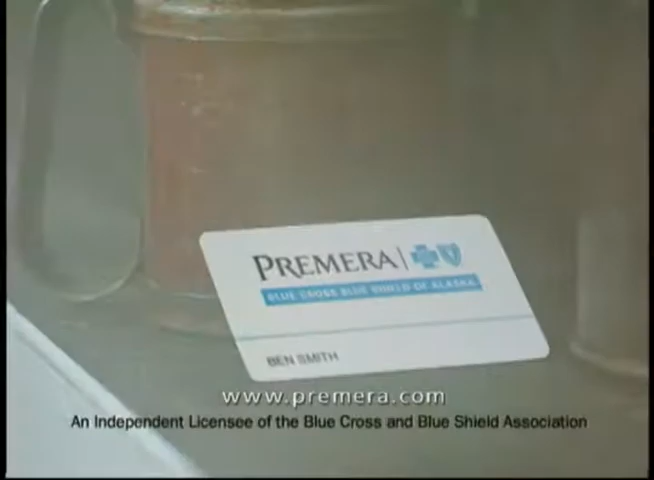 PREMERA
BLUE CROSS BLUE SHIELD OF ALASKA
BEN SMITH
www.premera.com
An Independent Licensee of the Blue Cross and Blue Shield Association